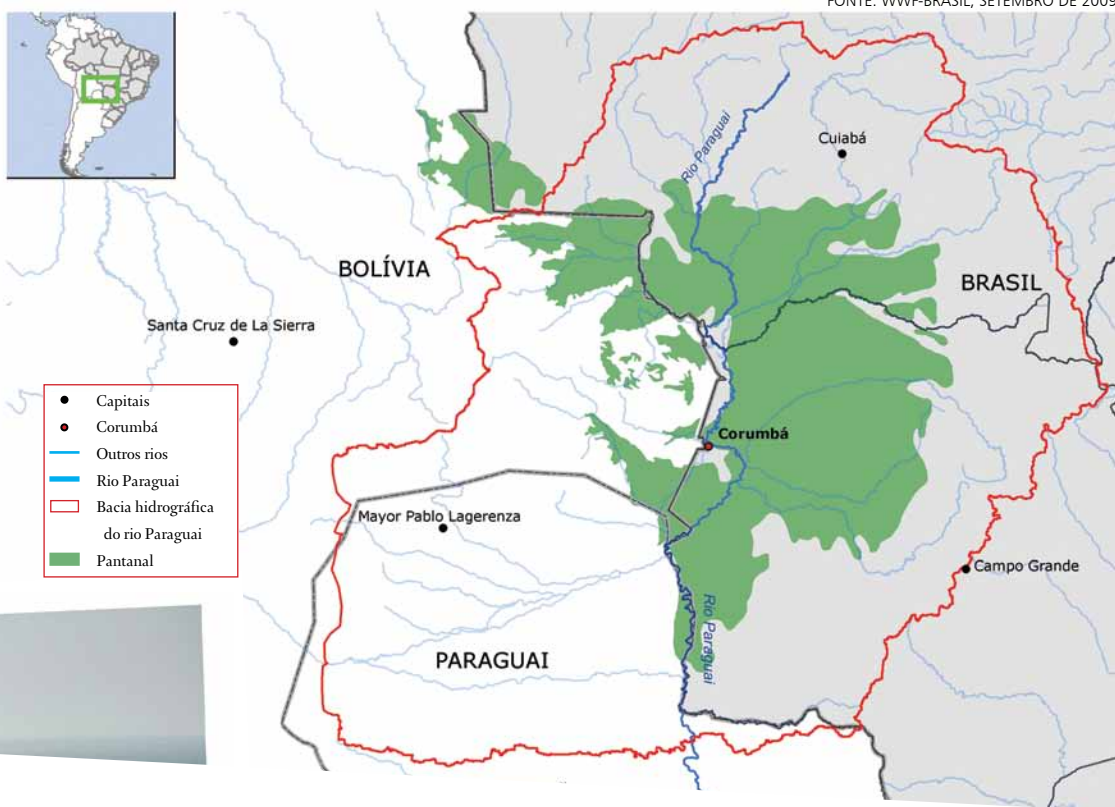 FONTE: WWF-BRASIL, SETEMBRO DE 2009
Rio Paraguai
Cuiabá
BOLÍVIA
BRASIL
Santa Cruz de La Sierra
Capitais
Corumbá
Outros rios
Rio Paraguai
Bacia hidrográfica
do rio Paraguai
Pantanal
Corumbá
Mayor Pablo Lagerenza
Campo Grande
Rio Paraguai
PARAGUAI